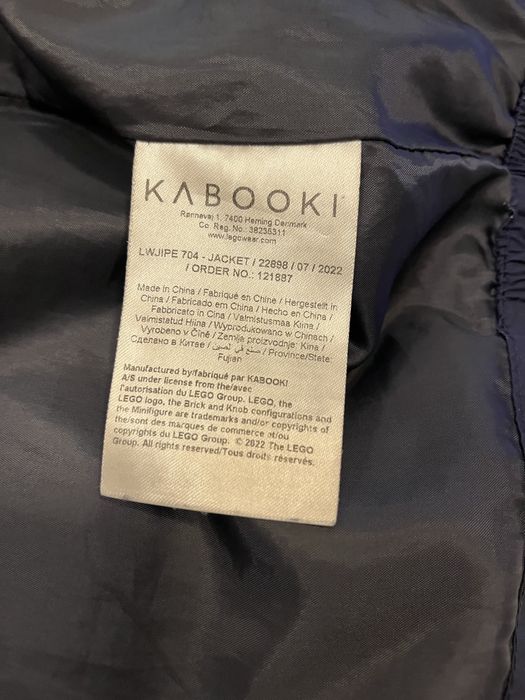 KABOOKI
Rønnevej 1, 7400 Herning Denmark
Co. Reg. No.: 38235311
www.legowear.com
LWJIPE 704 - JACKET / 22898 / 07 / 2022
/ ORDER NO.: 121887
Made in China / Fabriqué en Chine / Hergestellt in
China / Fabricado em China / Hecho en China /
Fabbricato in Cina / Valmistusmaa Kiina /
Valmistatud Hiina / Wyprodukowano w Chinach /
Vyrobeno v Číně / Zemlja proizvodnje: Kina /
Сделано в Китае / صنع في الصين / Province/State:
Fujian
Manufactured by/fabriqué par KABOOKI
A/S under license from the/avec
l'autorisation du LEGO Group. LEGO, the
LEGO logo, the Brick and Knob configurations and
the Minifigure are trademarks and/or copyrights of
the/sont des marques de commerce et/ou
copyrights du LEGO Group. © 2022 The LEGO
Group. All rights reserved/Tous droits réservés.